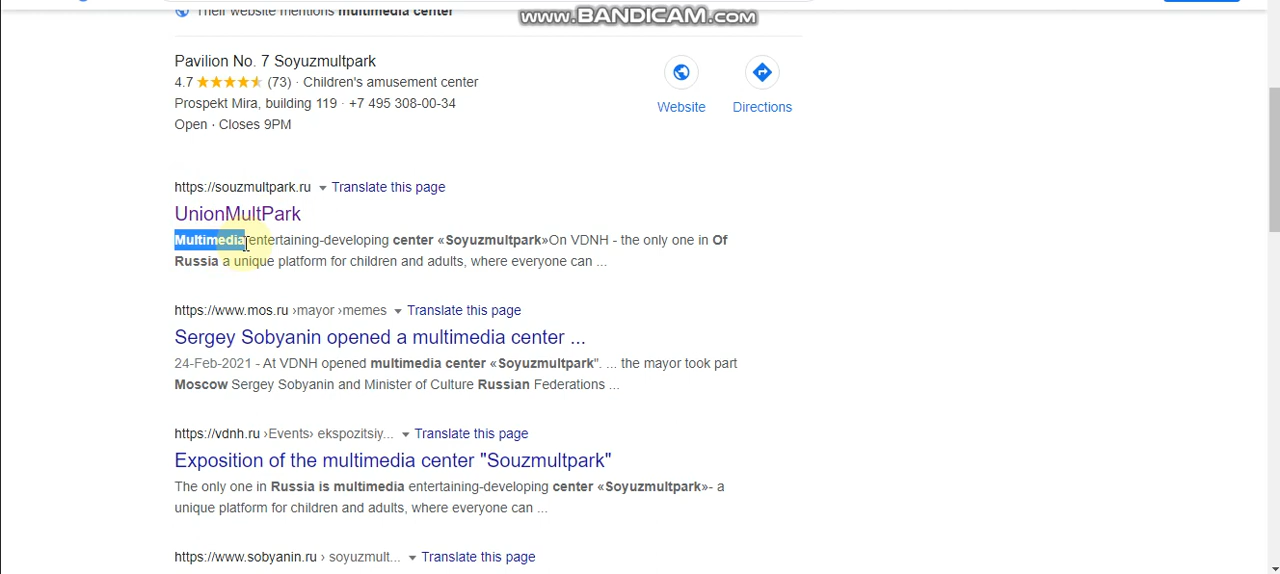 Their website mentions multimedia center
www.BANDICAM.com
Pavilion No. 7 Soyuzmultpark
4.7 (73) · Children's amusement center
Prospekt Mira, building 119 · +7 495 308-00-34
Open · Closes 9PM
Website
Directions
https://souzmultpark.ru Translate this page
UnionMultPark
Multimedia entertaining-developing center «Soyuzmultpark»On VDNH - the only one in Of
Russia a unique platform for children and adults, where everyone can ...
https://www.mos.ru ›mayor ›memes Translate this page
Sergey Sobyanin opened a multimedia center ...
24-Feb-2021 - At VDNH opened multimedia center «Soyuzmultpark". ... the mayor took part
Moscow Sergey Sobyanin and Minister of Culture Russian Federations ...
https://vdnh.ru ›Events› ekspozitsiy... Translate this page
Exposition of the multimedia center "Souzmultpark"
The only one in Russia is multimedia entertaining-developing center «Soyuzmultpark»- a
unique platform for children and adults, where everyone can ...
https://www.sobyanin.ru › soyuzmult... Translate this page